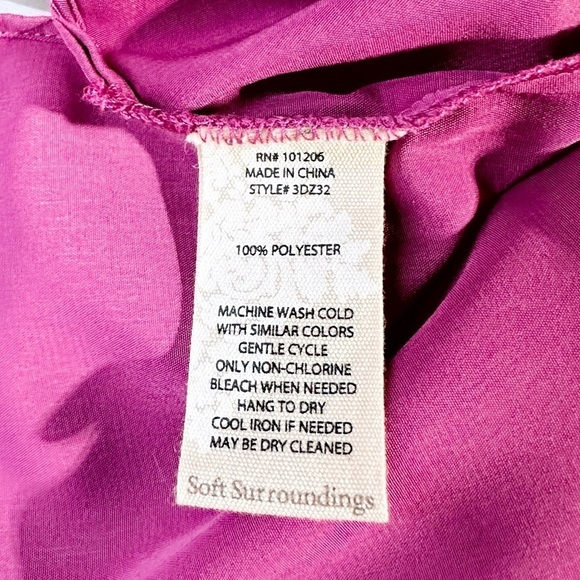 RN# 101206
MADE IN CHINA
STYLE# 3DZ32
100% POLYESTER
MACHINE WASH COLD
WITH SIMILAR COLORS
GENTLE CYCLE
ONLY NON-CHLORINE
BLEACH WHEN NEEDED
HANG TO DRY
COOL IRON IF NEEDED
MAY BE DRY CLEANED
Soft Surroundings